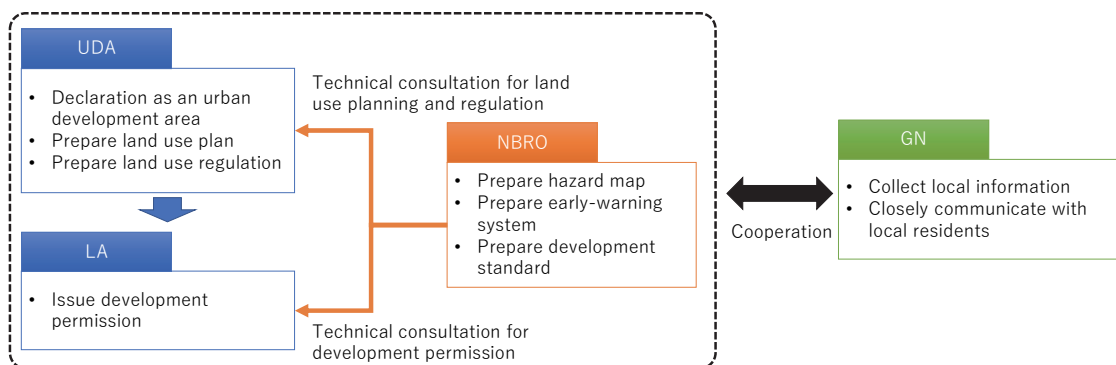 UDA
• Declaration as an urban
development area
• Prepare land use plan
• Prepare land use regulation
Technical consultation for land
use planning and regulation
NBRO
• Prepare hazard map
• Prepare early-warning
system
• Prepare development
standard
GN
• Collect local information
• Closely communicate with
local residents
Cooperation
LA
• Issue development
permission
Technical consultation for
development permission